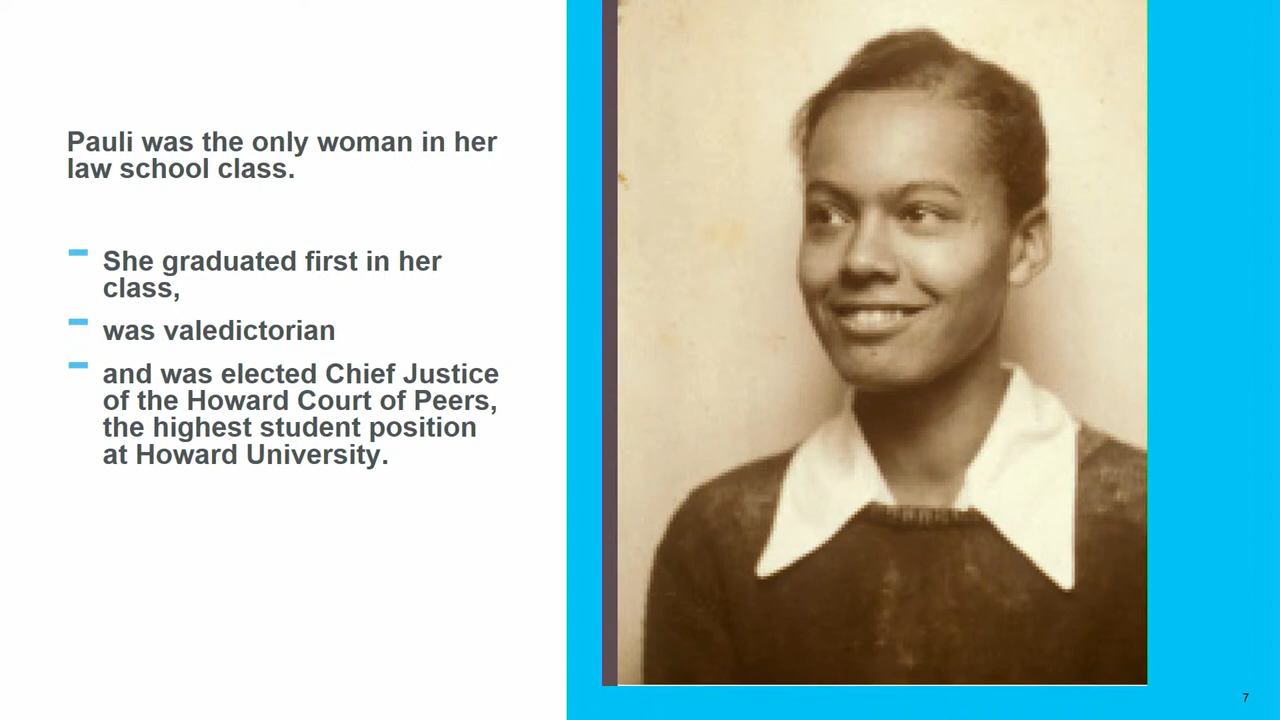 Pauli was the only woman in her
law school class.
She graduated first in her
class,
was valedictorian
and was elected Chief Justice
of the Howard Court of Peers,
the highest student position
at Howard University.
7